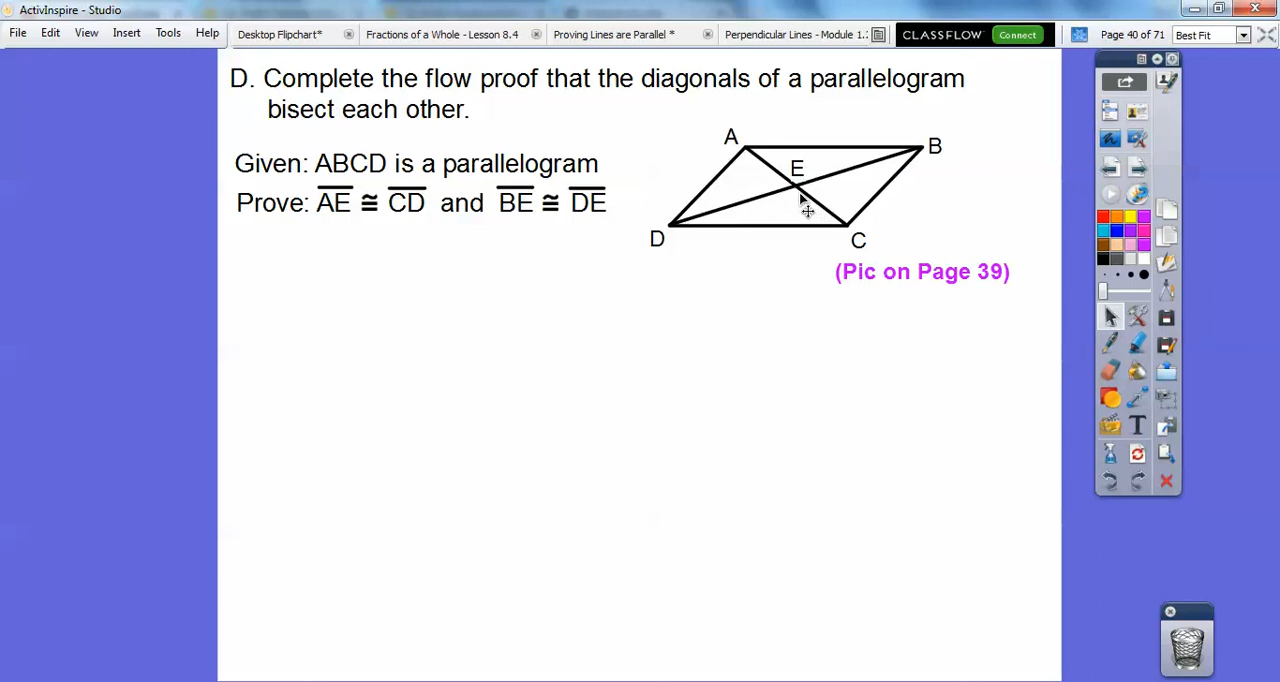 ActivInspire - Studio
File Edit View Insert Tools Help Desktop Flipchart* Fractions of a Whole - Lesson 8.4 Proving Lines are Parallel * Perpendicular Lines - Module 1. CLASSFLOW Connect Page 40 of 71 Best Fit
D. Complete the flow proof that the diagonals of a parallelogram
bisect each other.
Given: ABCD is a parallelogram
Prove: AE ≅ CD and BE ≅ DE
A
B
E
D
C
(Pic on Page 39)